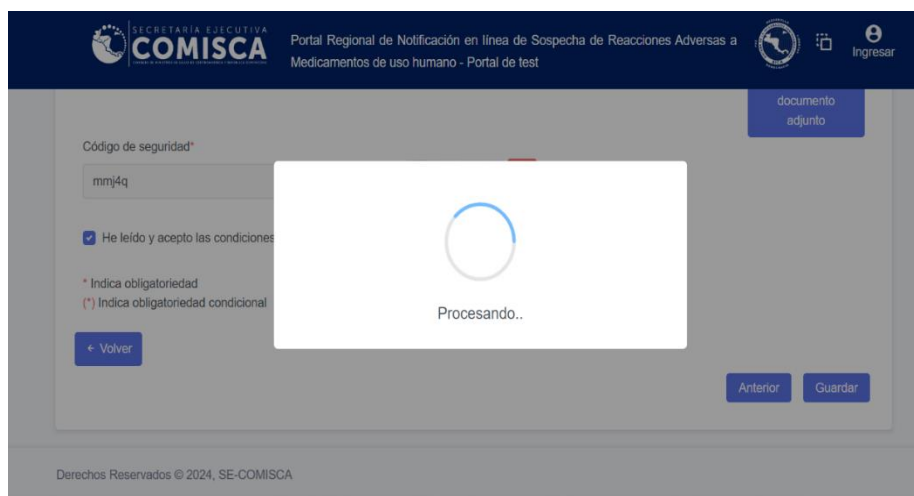 SECRETARÍA EJECUTIVA
COMISCA
Portal Regional de Notificación en línea de Sospecha de Reacciones Adversas a
Medicamentos de uso humano - Portal de test
Ingresar
documento
adjunto
Código de seguridad*
mmj4q
He leído y acepto las condiciones
Procesando..
* Indica obligatoriedad
(*) Indica obligatoriedad condicional
← Volver
Anterior
Guardar
Derechos Reservados © 2024, SE-COMISCA